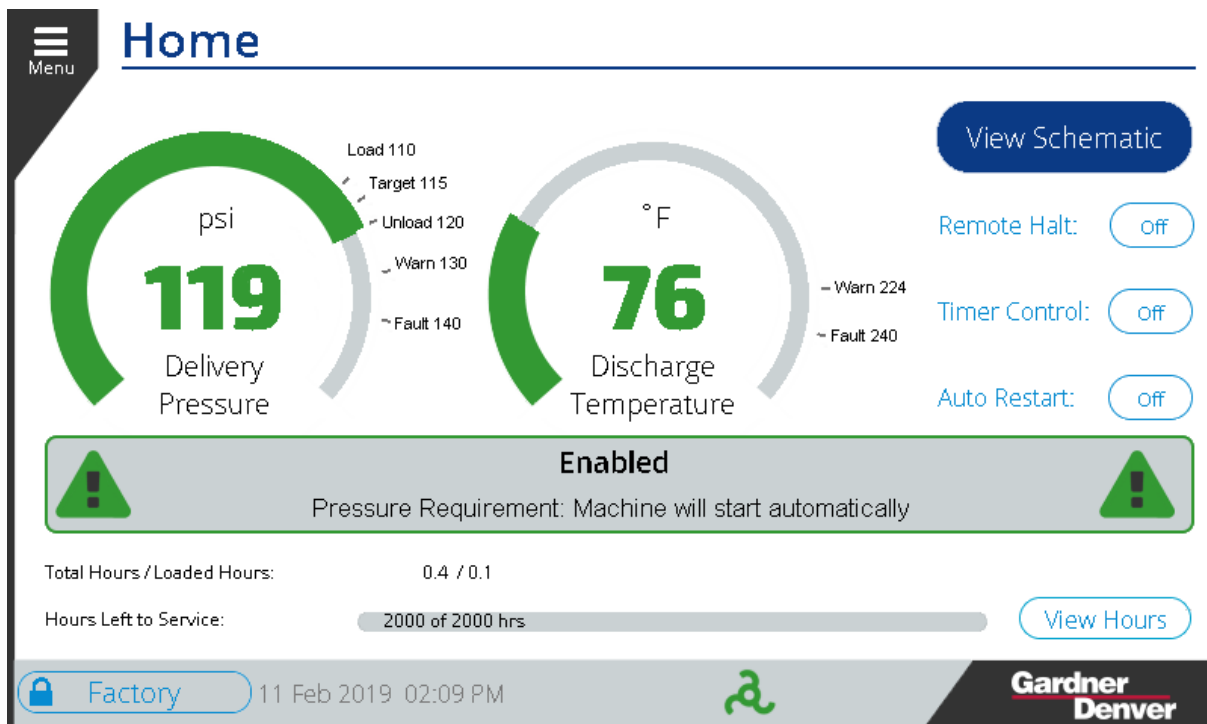 Menu
Home
View Schematic
psi
119
Delivery
Pressure
Load 110
Target 115
Unload 120
Warn 130
Fault 140
°F
76
Discharge
Temperature
Warn 224
Fault 240
Remote Halt: Off
Timer Control: Off
Auto Restart: Off
Enabled
Pressure Requirement: Machine will start automatically
Total Hours / Loaded Hours: 0.4 / 0.1
Hours Left to Service: 2000 of 2000 hrs
View Hours
Factory 11 Feb 2019 02:09 PM
Gardner
Denver